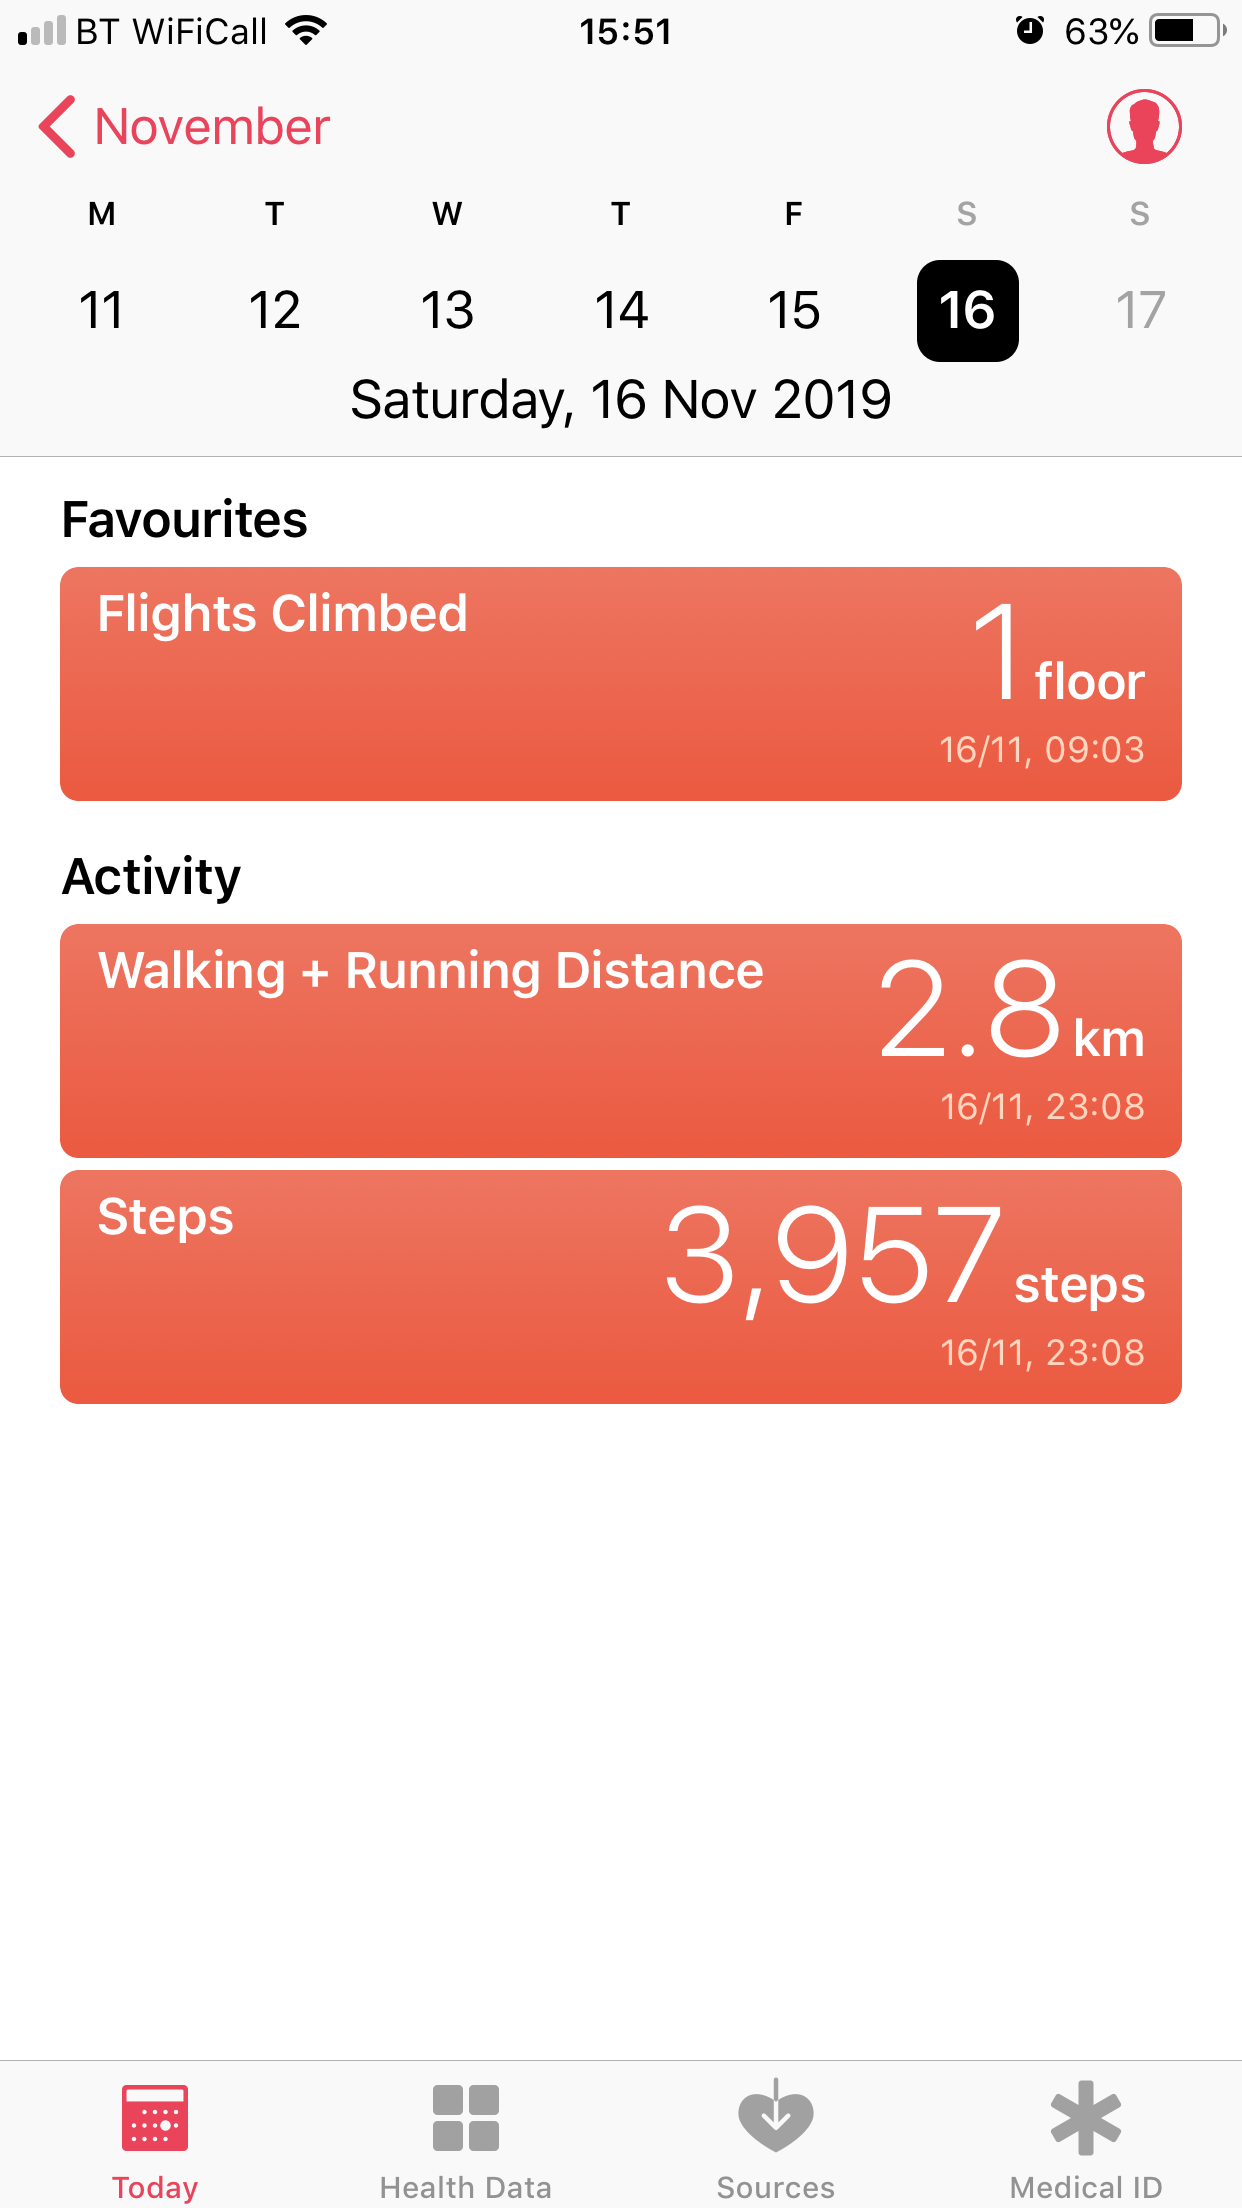 BT WiFiCall 15:51 63%
November
M T W T F S S
11 12 13 14 15 16 17
Saturday, 16 Nov 2019
Favourites
Flights Climbed 1 floor
16/11, 09:03
Activity
Walking + Running Distance 2.8 km
16/11, 23:08
Steps 3,957 steps
16/11, 23:08
Today Health Data Sources Medical ID